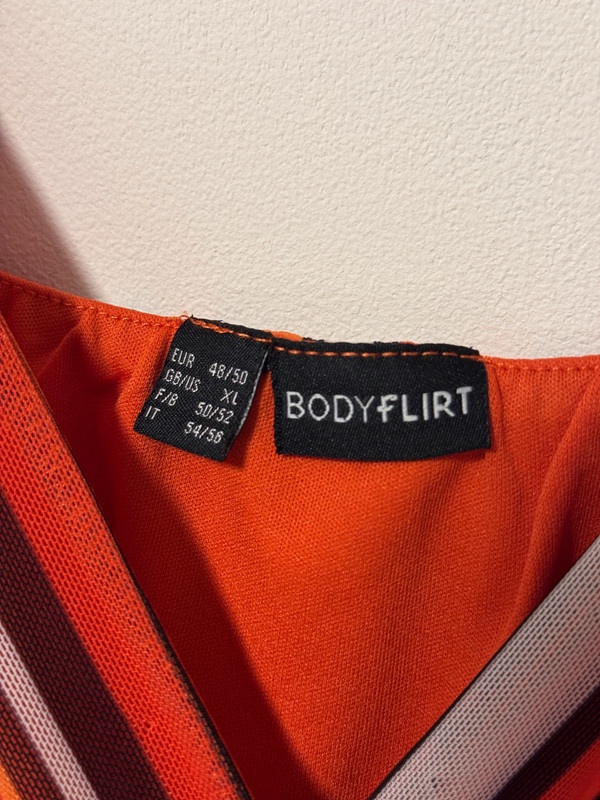 EUR 48/50
GB/US XL
F/B 50/52
IT 54/56
BODYFLIRT